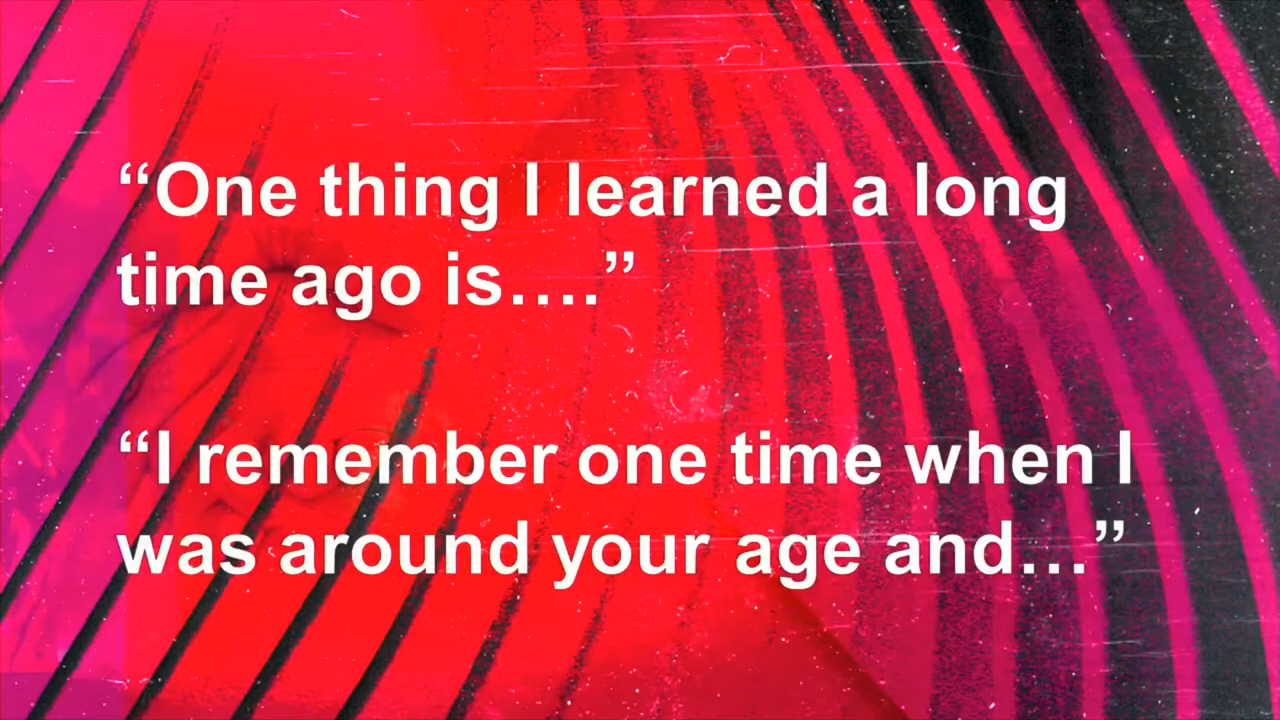 “One thing I learned a long
time ago is….”
“I remember one time when I
was around your age and…”